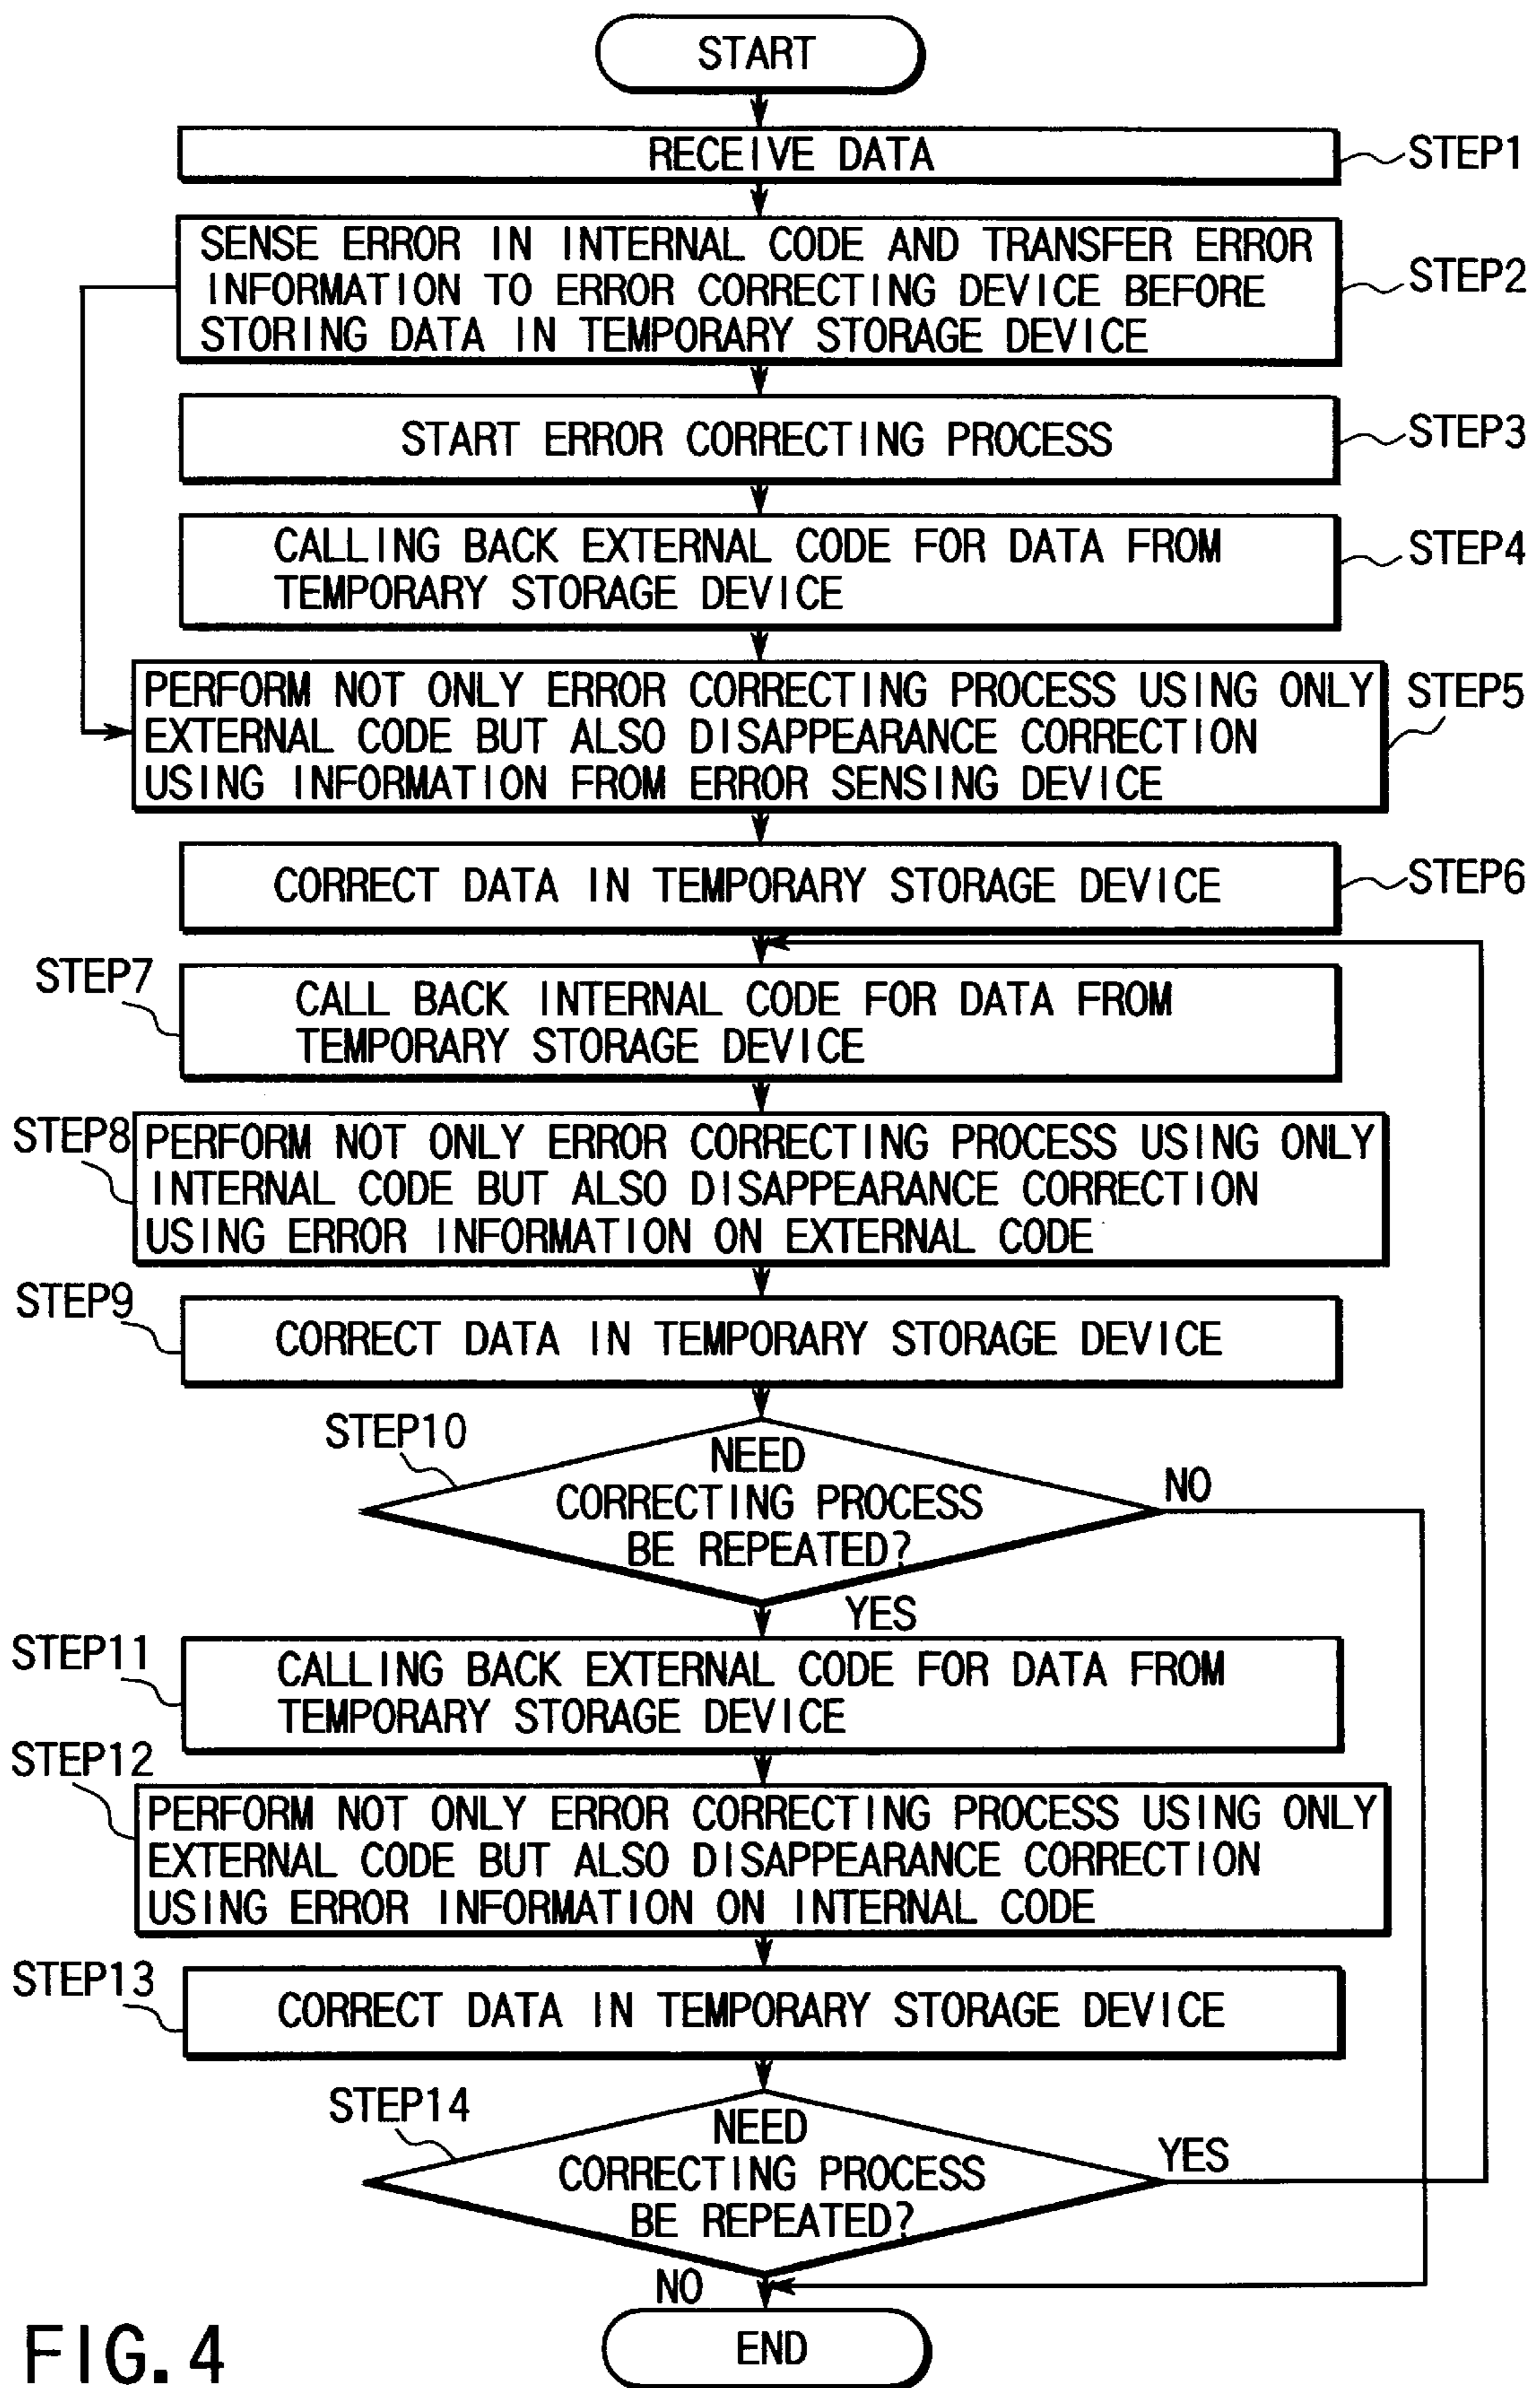 START
RECEIVE DATA
STEP1
SENSE ERROR IN INTERNAL CODE AND TRANSFER ERROR
INFORMATION TO ERROR CORRECTING DEVICE BEFORE
STORING DATA IN TEMPORARY STORAGE DEVICE
STEP2
START ERROR CORRECTING PROCESS
STEP3
CALLING BACK EXTERNAL CODE FOR DATA FROM
TEMPORARY STORAGE DEVICE
STEP4
PERFORM NOT ONLY ERROR CORRECTING PROCESS USING ONLY
EXTERNAL CODE BUT ALSO DISAPPEARANCE CORRECTION
USING INFORMATION FROM ERROR SENSING DEVICE
STEP5
CORRECT DATA IN TEMPORARY STORAGE DEVICE
STEP6
STEP7
CALL BACK INTERNAL CODE FOR DATA FROM
TEMPORARY STORAGE DEVICE
STEP8
PERFORM NOT ONLY ERROR CORRECTING PROCESS USING ONLY
INTERNAL CODE BUT ALSO DISAPPEARANCE CORRECTION
USING ERROR INFORMATION ON EXTERNAL CODE
STEP9
CORRECT DATA IN TEMPORARY STORAGE DEVICE
STEP10
NEED
CORRECTING PROCESS
BE REPEATED?
NO
YES
STEP11
CALLING BACK EXTERNAL CODE FOR DATA FROM
TEMPORARY STORAGE DEVICE
STEP12
PERFORM NOT ONLY ERROR CORRECTING PROCESS USING ONLY
EXTERNAL CODE BUT ALSO DISAPPEARANCE CORRECTION
USING ERROR INFORMATION ON INTERNAL CODE
STEP13
CORRECT DATA IN TEMPORARY STORAGE DEVICE
STEP14
NEED
CORRECTING PROCESS
BE REPEATED?
YES
NO
END
FIG. 4